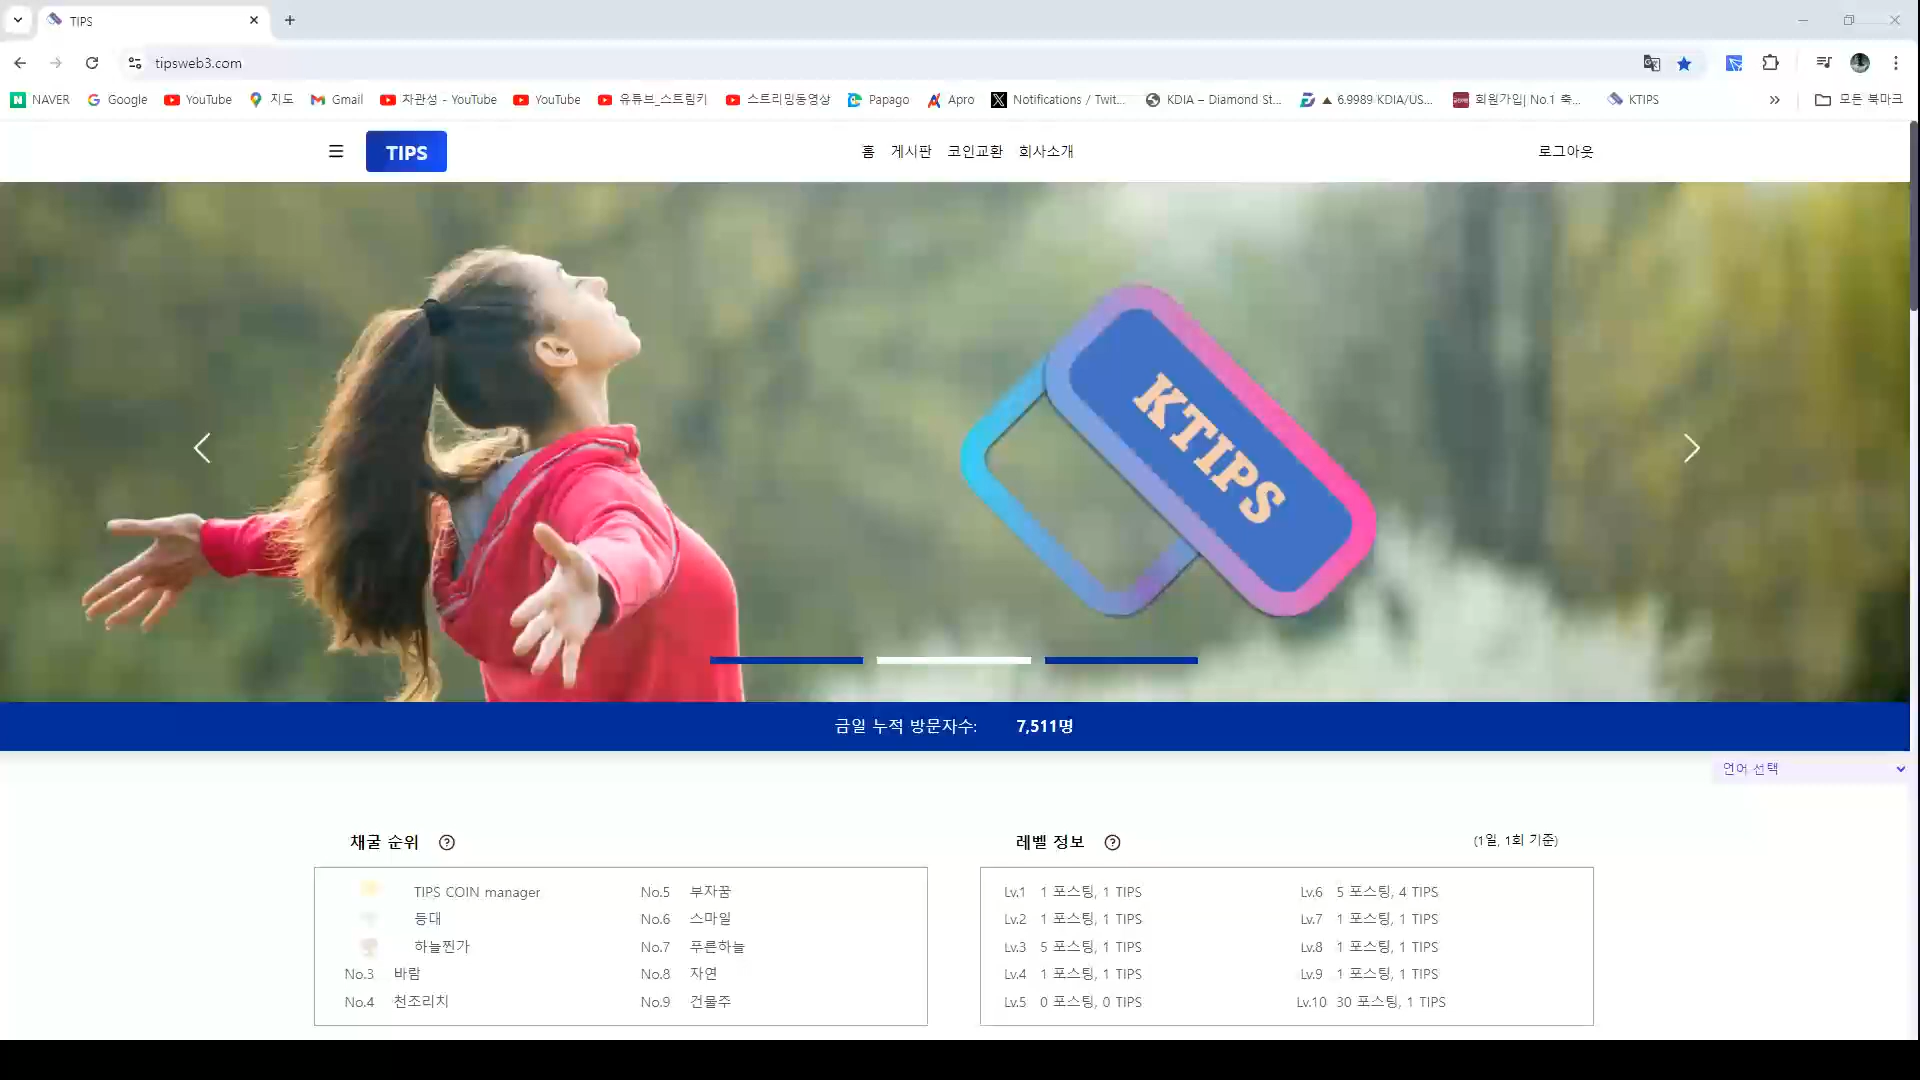 TIPS
tipsweb3.com
NAVER Google YouTube 지도 Gmail 자관성 - YouTube YouTube 유튜브_스트림키 스트리밍동영상 Papago Apro Notifications / Twit... KDIA – Diamond St... ▲ 6.9989 KDIA/US... 회원가입| No.1 축... KTIPS 모든 북마크
TIPS 홈 게시판 코인교환 회사소개 로그아웃
KTIPS
금일 누적 방문자수: 7,511명
언어 선택
채굴 순위
TIPS COIN manager No.5 부자꿈
등대 No.6 스마일
하늘찐가 No.7 푸른하늘
No.3 바람 No.8 자연
No.4 천조리치 No.9 건물주
레벨 정보 (1일, 1회 기준)
Lv.1 1 포스팅, 1 TIPS Lv.6 5 포스팅, 4 TIPS
Lv.2 1 포스팅, 1 TIPS Lv.7 1 포스팅, 1 TIPS
Lv.3 5 포스팅, 1 TIPS Lv.8 1 포스팅, 1 TIPS
Lv.4 1 포스팅, 1 TIPS Lv.9 1 포스팅, 1 TIPS
Lv.5 0 포스팅, 0 TIPS Lv.10 30 포스팅, 1 TIPS